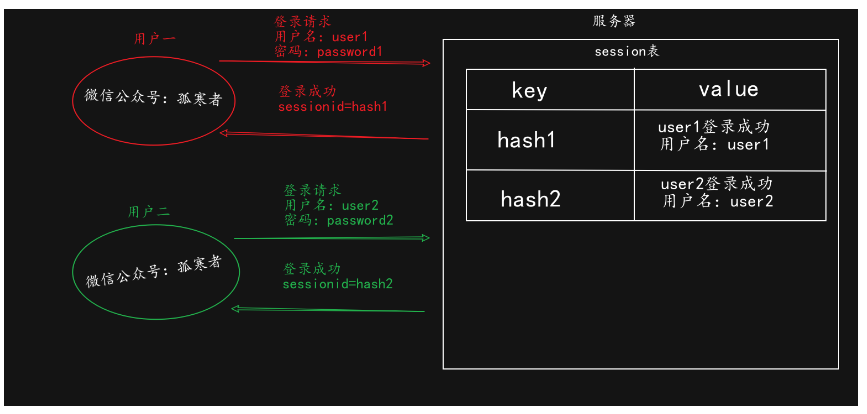 用户一
微信公众号：孤寒者
登录请求
用户名：user1
密码：password1
登录成功
sessionid=hash1
用户二
微信公众号：孤寒者
登录请求
用户名：user2
密码：password2
登录成功
sessionid=hash2
服务器
session表
key
value
hash1
user1登录成功
用户名：user1
hash2
user2登录成功
用户名：user2